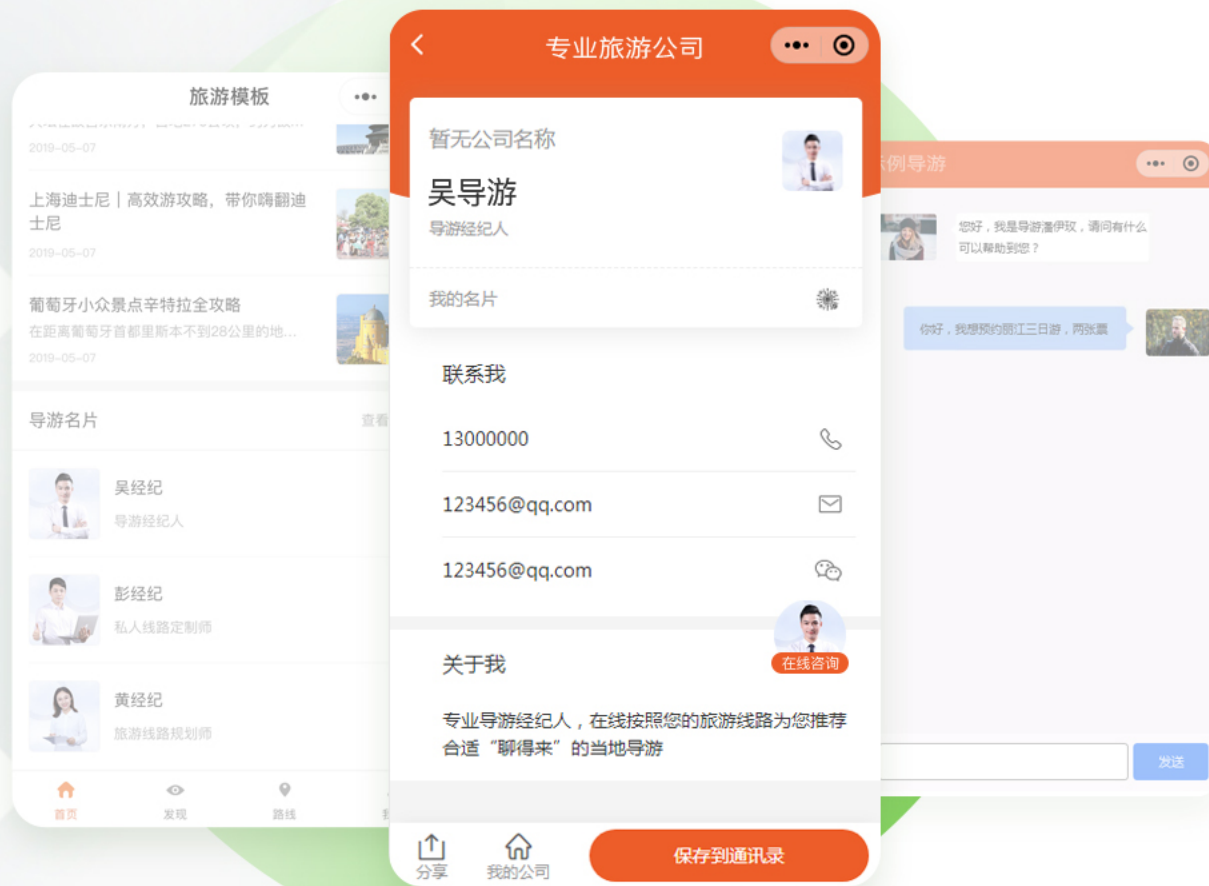 旅游模板
2019-05-07
上海迪士尼｜高效游攻略，带你嗨翻迪
士尼
2019-05-07
葡萄牙小众景点辛特拉全攻略
在距离葡萄牙首都里斯本不到28公里的地...
2019-05-07
导游名片
查看
吴经纪
导游经纪人
彭经纪
私人线路定制师
黄经纪
旅游线路规划师
首页
发现
路线
专业旅游公司
暂无公司名称
吴导游
导游经纪人
我的名片
联系我
13000000
123456@qq.com
123456@qq.com
在线咨询
关于我
专业导游经纪人，在线按照您的旅游线路为您推荐
合适“聊得来”的当地导游
分享
我的公司
保存到通讯录
例导游
您好，我是导游潘伊玫，请问有什么
可以帮助到您？
你好，我想预约丽江三日游，两张票
发送